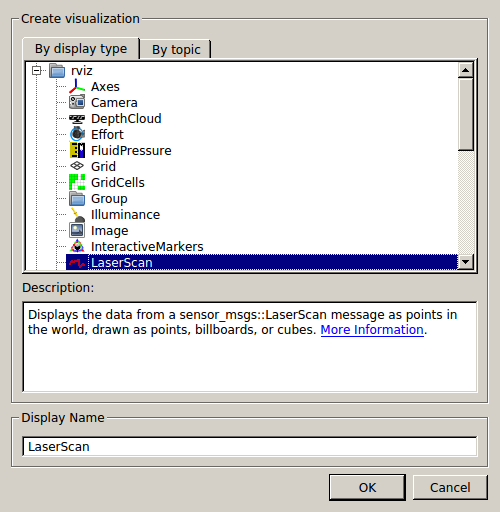 Create visualization
By display type
By topic
rviz
Axes
Camera
DepthCloud
Effort
FluidPressure
Grid
GridCells
Group
Illuminance
Image
InteractiveMarkers
LaserScan
Description:
Displays the data from a sensor_msgs::LaserScan message as points in
the world, drawn as points, billboards, or cubes. More Information.
Display Name
LaserScan
OK
Cancel